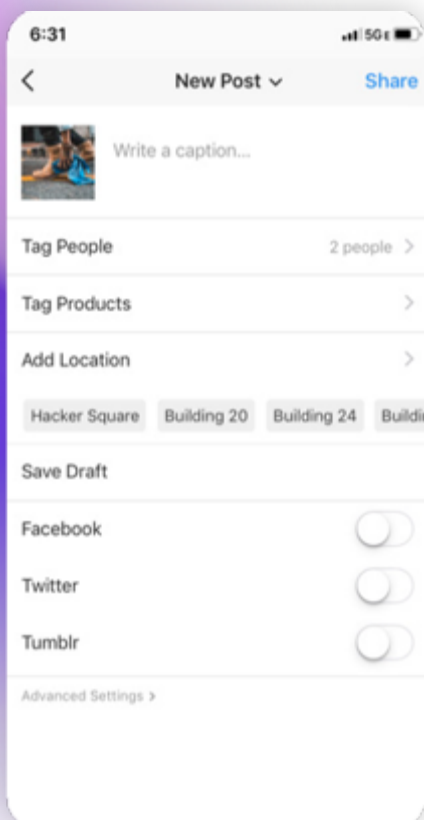 6:31 5G E
New Post
Share
Write a caption...
Tag People 2 people
Tag Products
Add Location
Hacker Square Building 20 Building 24 Buildi
Save Draft
Facebook
Twitter
Tumblr
Advanced Settings